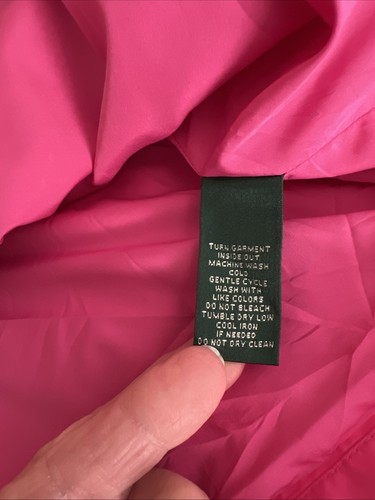 TURN GARMENT
INSIDE OUT
MACHINE WASH
COLD
GENTLE CYCLE
WASH WITH
LIKE COLORS
DO NOT BLEACH
TUMBLE DRY LOW
COOL IRON
IF NEEDED
DO NOT DRY CLEAN